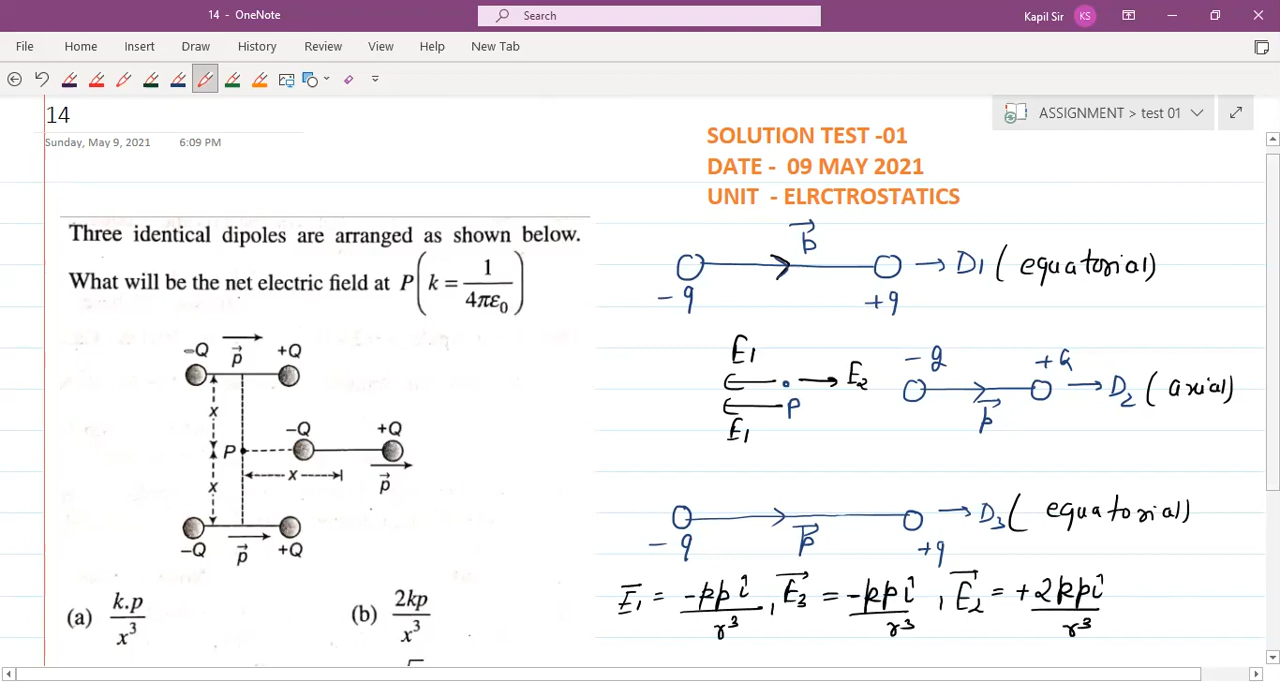 14 - OneNote
Search
Kapil Sir
KS
File Home Insert Draw History Review View Help New Tab
14
Sunday, May 9, 2021 6:09 PM
ASSIGNMENT > test 01
SOLUTION TEST -01
DATE - 09 MAY 2021
UNIT - ELRCTROSTATICS
Three identical dipoles are arranged as shown below.
What will be the net electric field at P(k = 1/4πε₀)
-Q p⃗ +Q
x
P
-Q +Q
x
p⃗
x
-Q p⃗ +Q
(a) k.p/x³
(b) 2kp/x³
p⃗
-q +q → D1 (equatorial)
E1
E2
P
E1
-q +q → D2 (axial)
p⃗
→ D3 (equatorial)
-q p⃗ +q
E⃗1 = -kpî/r³, E⃗3 = -kpî/r³, E⃗2 = +2kpî/r³